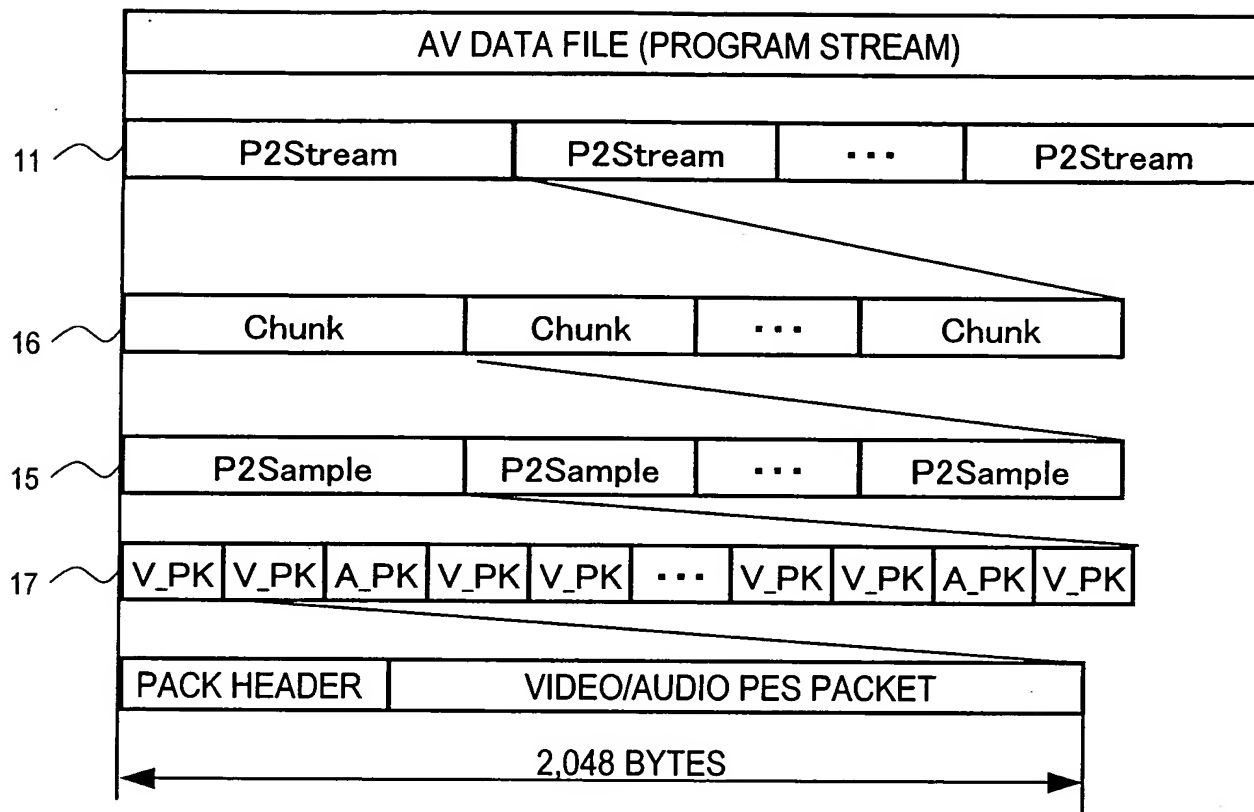 AV DATA FILE (PROGRAM STREAM)
11 P2Stream P2Stream ... P2Stream
16 Chunk Chunk ... Chunk
15 P2Sample P2Sample ... P2Sample
17 V_PK V_PK A_PK V_PK V_PK ... V_PK V_PK A_PK V_PK
PACK HEADER VIDEO/AUDIO PES PACKET
2,048 BYTES